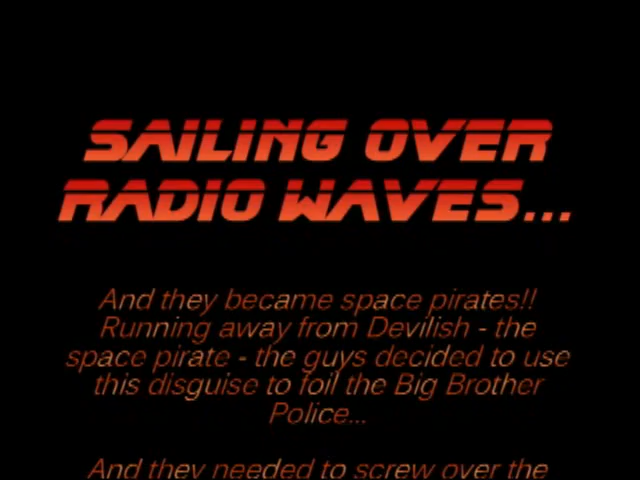 SAILING OVER
RADIO WAVES...
And they became space pirates!!
Running away from Devilish - the
space pirate - the guys decided to use
this disguise to foil the Big Brother
Police...
And they needed to screw over the